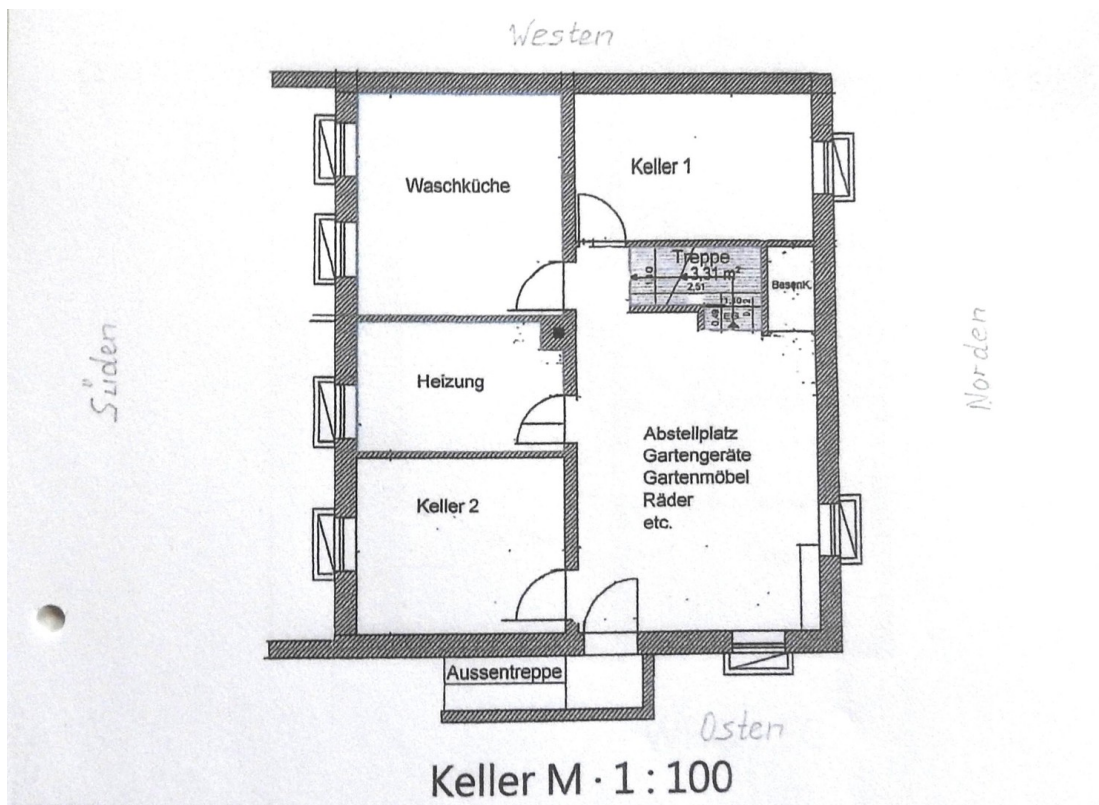 Westen
Keller 1
Waschküche
Treppe
3,31 m²
2,51
BesenK.
Süden
Norden
Heizung
Abstellplatz
Gartengeräte
Gartenmöbel
Räder
etc.
Keller 2
Aussentreppe
Osten
Keller M · 1 : 100